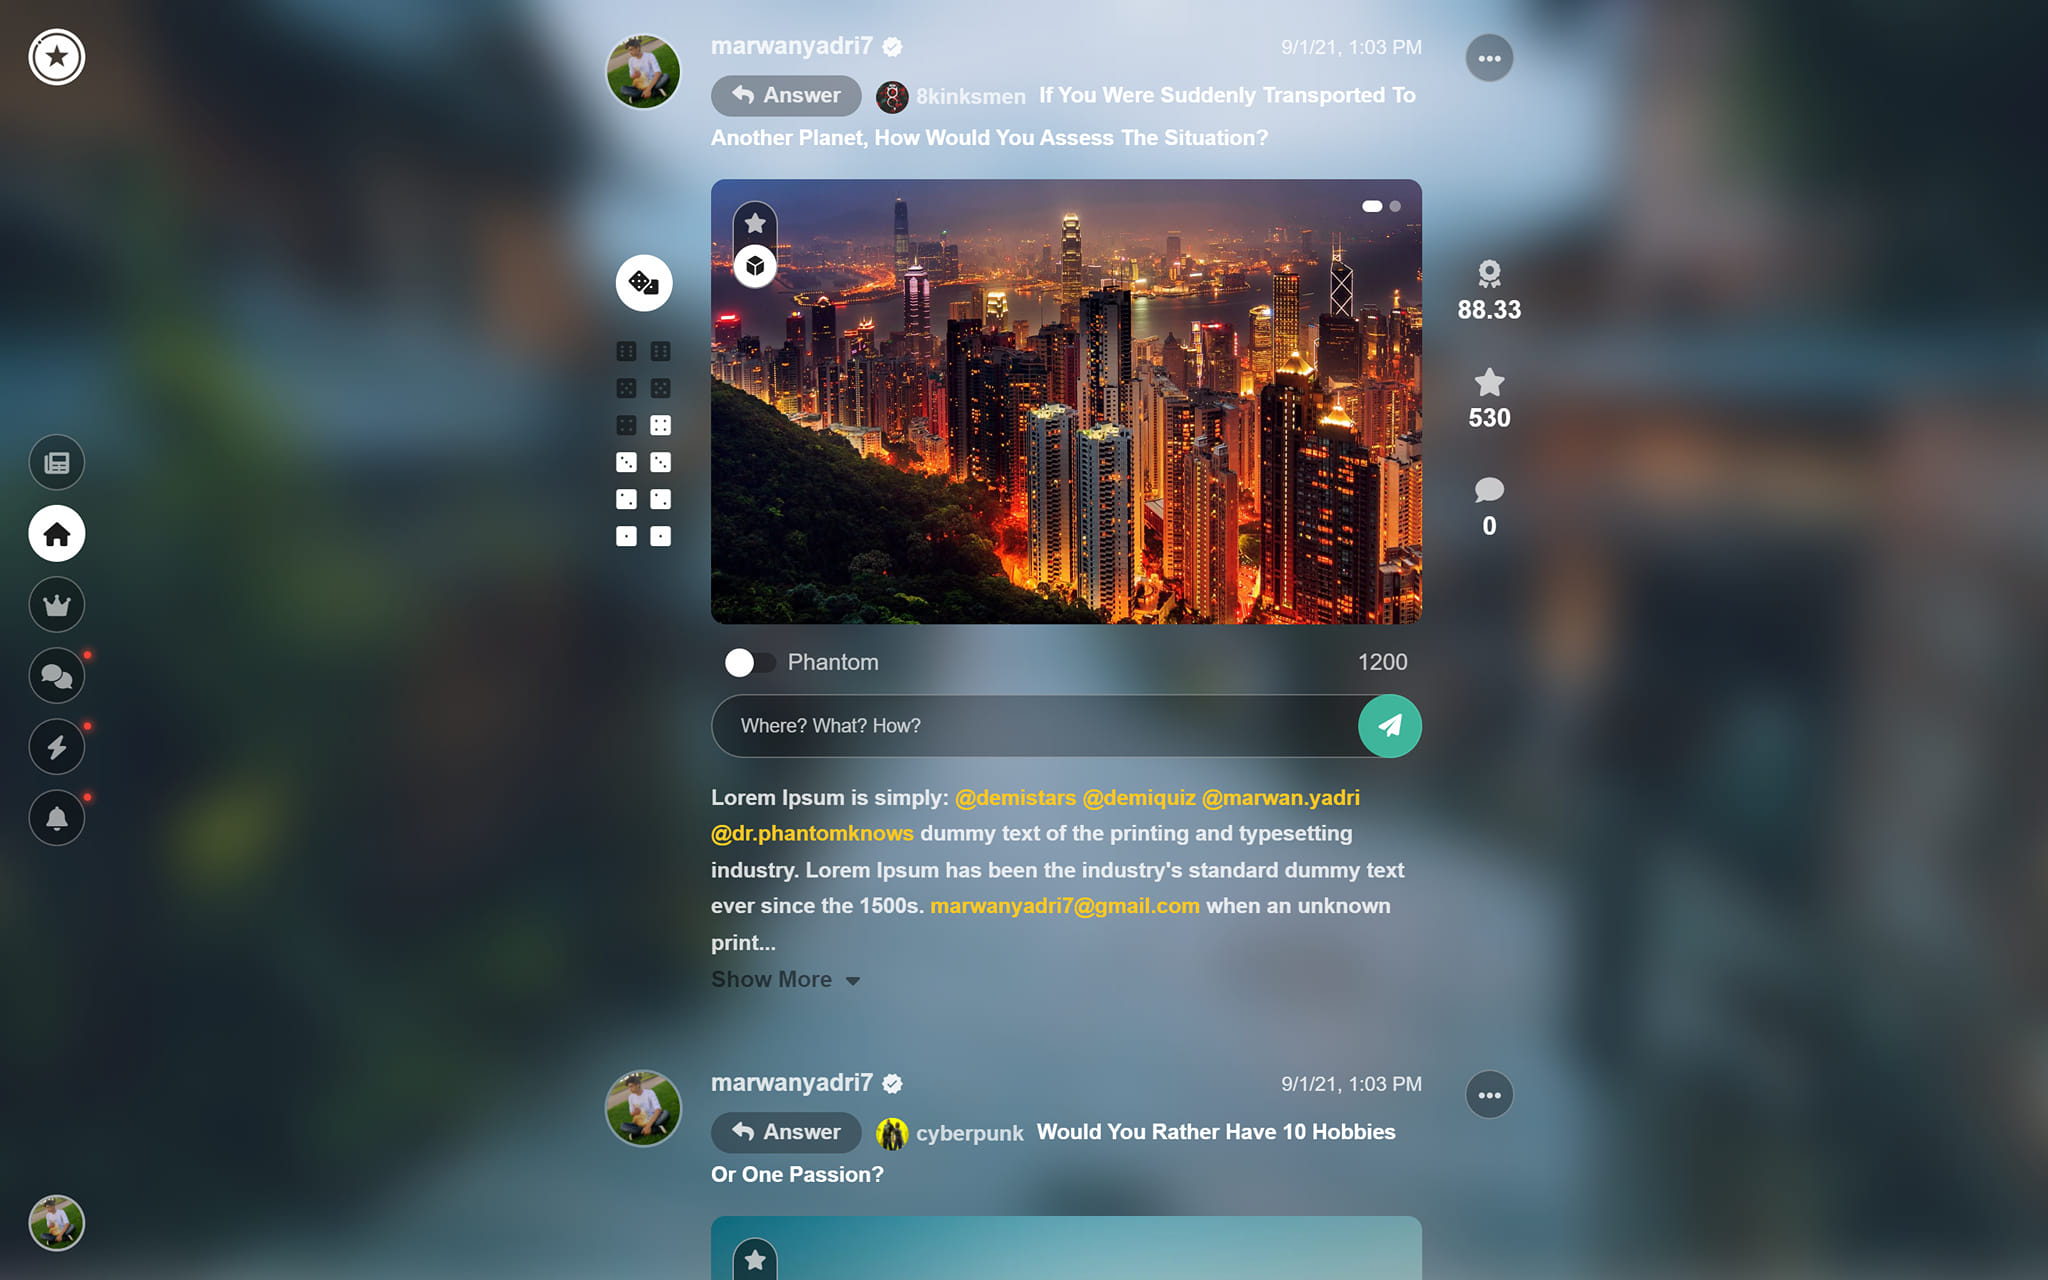 marwanyadri7
9/1/21, 1:03 PM
Answer 8kinksmen If You Were Suddenly Transported To
Another Planet, How Would You Assess The Situation?
88.33
530
0
Phantom
1200
Where? What? How?
Lorem Ipsum is simply: @demistars @demiquiz @marwan.yadri
@dr.phantomknows dummy text of the printing and typesetting
industry. Lorem Ipsum has been the industry's standard dummy text
ever since the 1500s. marwanyadri7@gmail.com when an unknown
print...
Show More
marwanyadri7
9/1/21, 1:03 PM
Answer cyberpunk Would You Rather Have 10 Hobbies
Or One Passion?